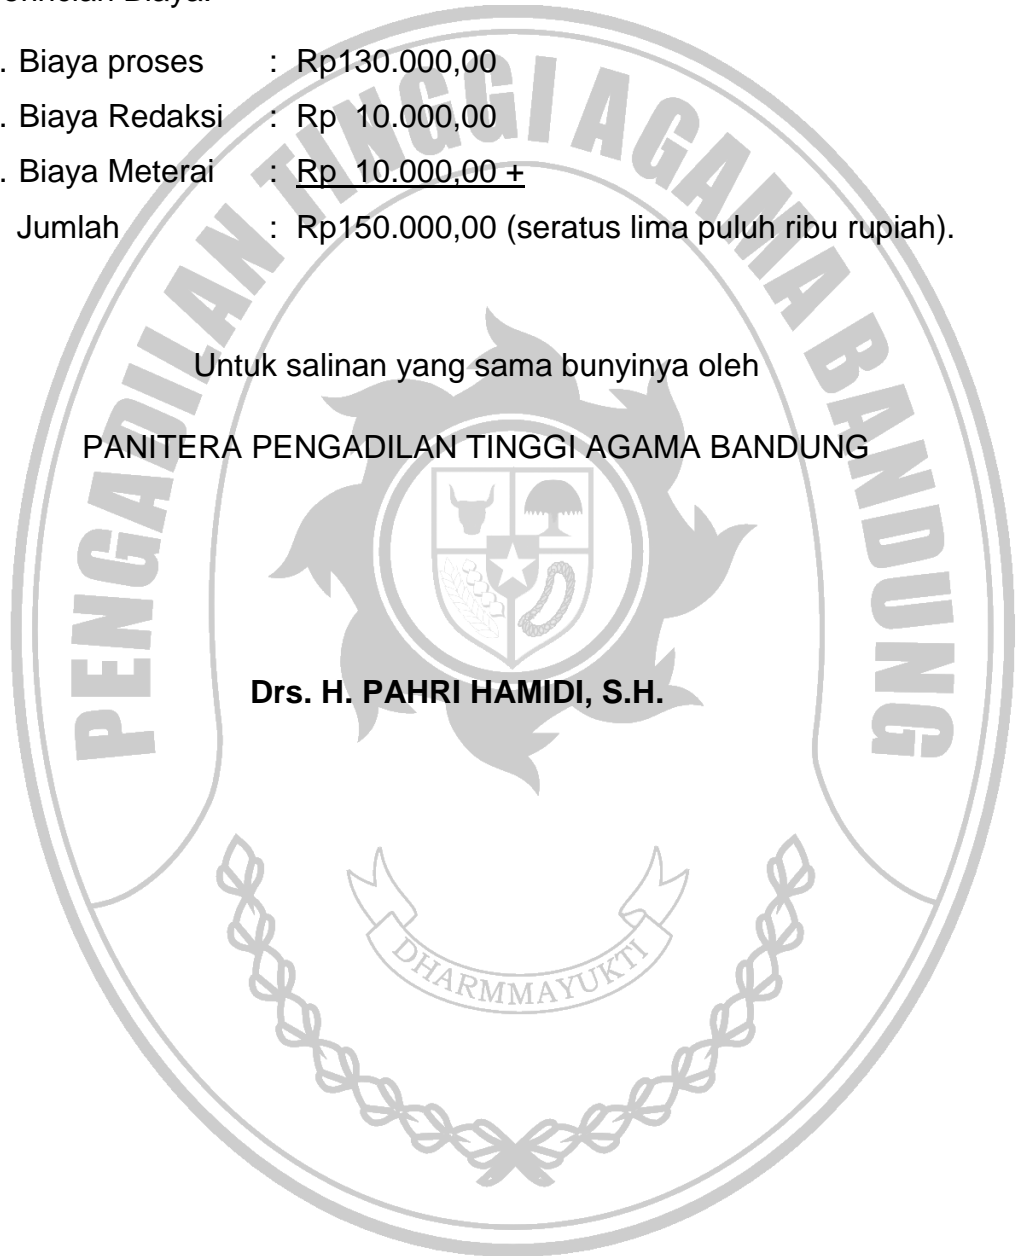 Biaya.
. Biaya proses : Rp130.000,00
. Biaya Redaksi : Rp 10.000,00
. Biaya Meterai : Rp 10.000,00 +
Jumlah : Rp150.000,00 (seratus lima puluh ribu rupiah).
Untuk salinan yang sama bunyinya oleh
PANITERA PENGADILAN TINGGI AGAMA BANDUNG
Drs. H. PAHRI HAMIDI, S.H.
PENGADILAN TINGGI AGAMA BANDUNG
DHARMMAYUKTI